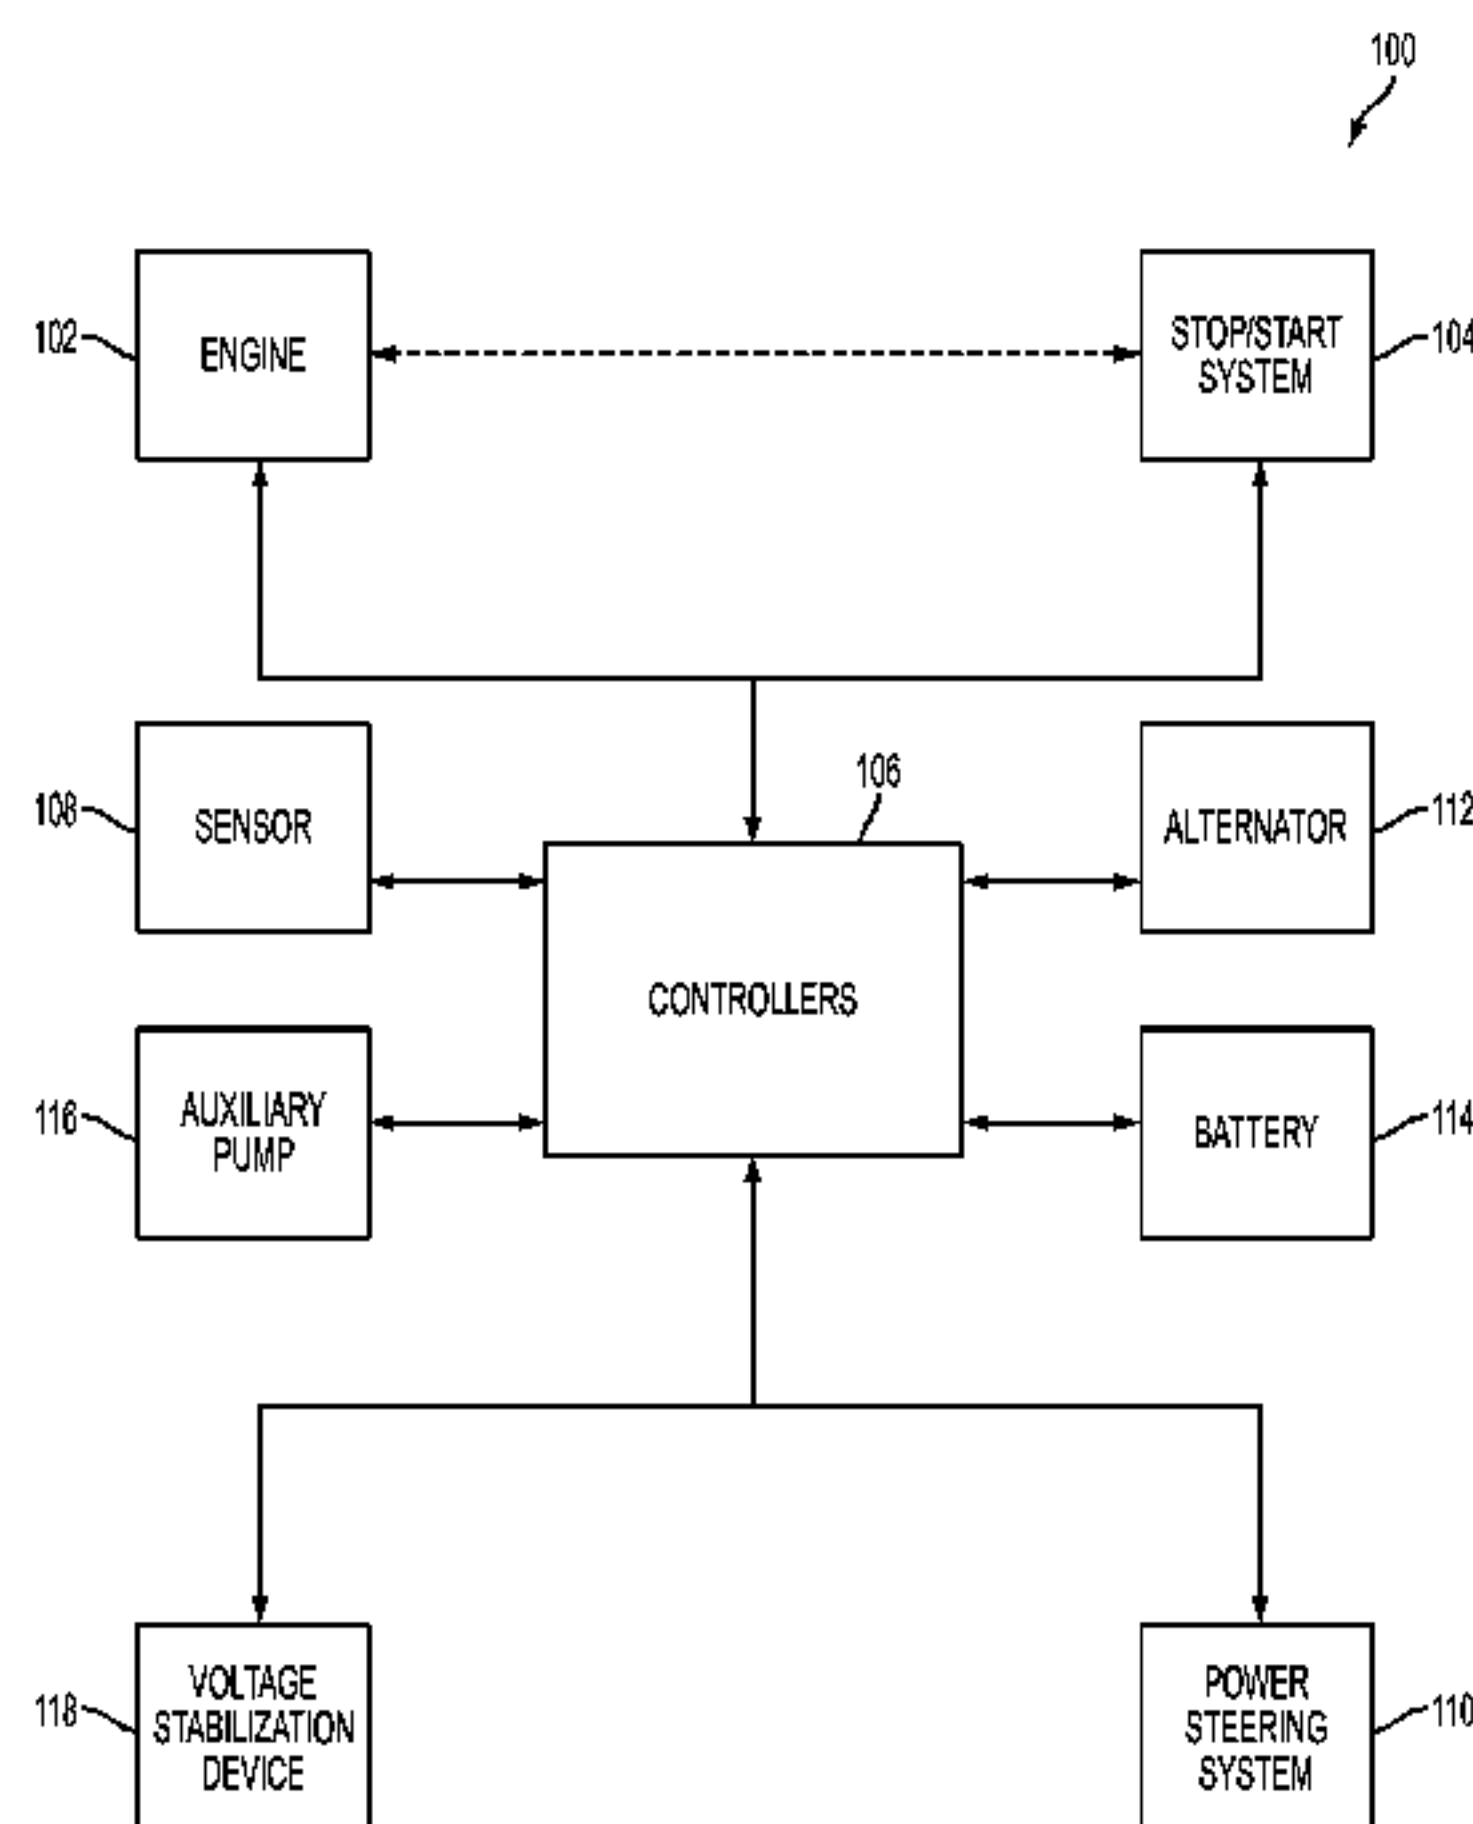 100
102
ENGINE
STOP/START
SYSTEM
104
106
108
SENSOR
ALTERNATOR
112
CONTROLLERS
116
AUXILIARY
PUMP
BATTERY
114
118
VOLTAGE
STABILIZATION
DEVICE
POWER
STEERING
SYSTEM
110